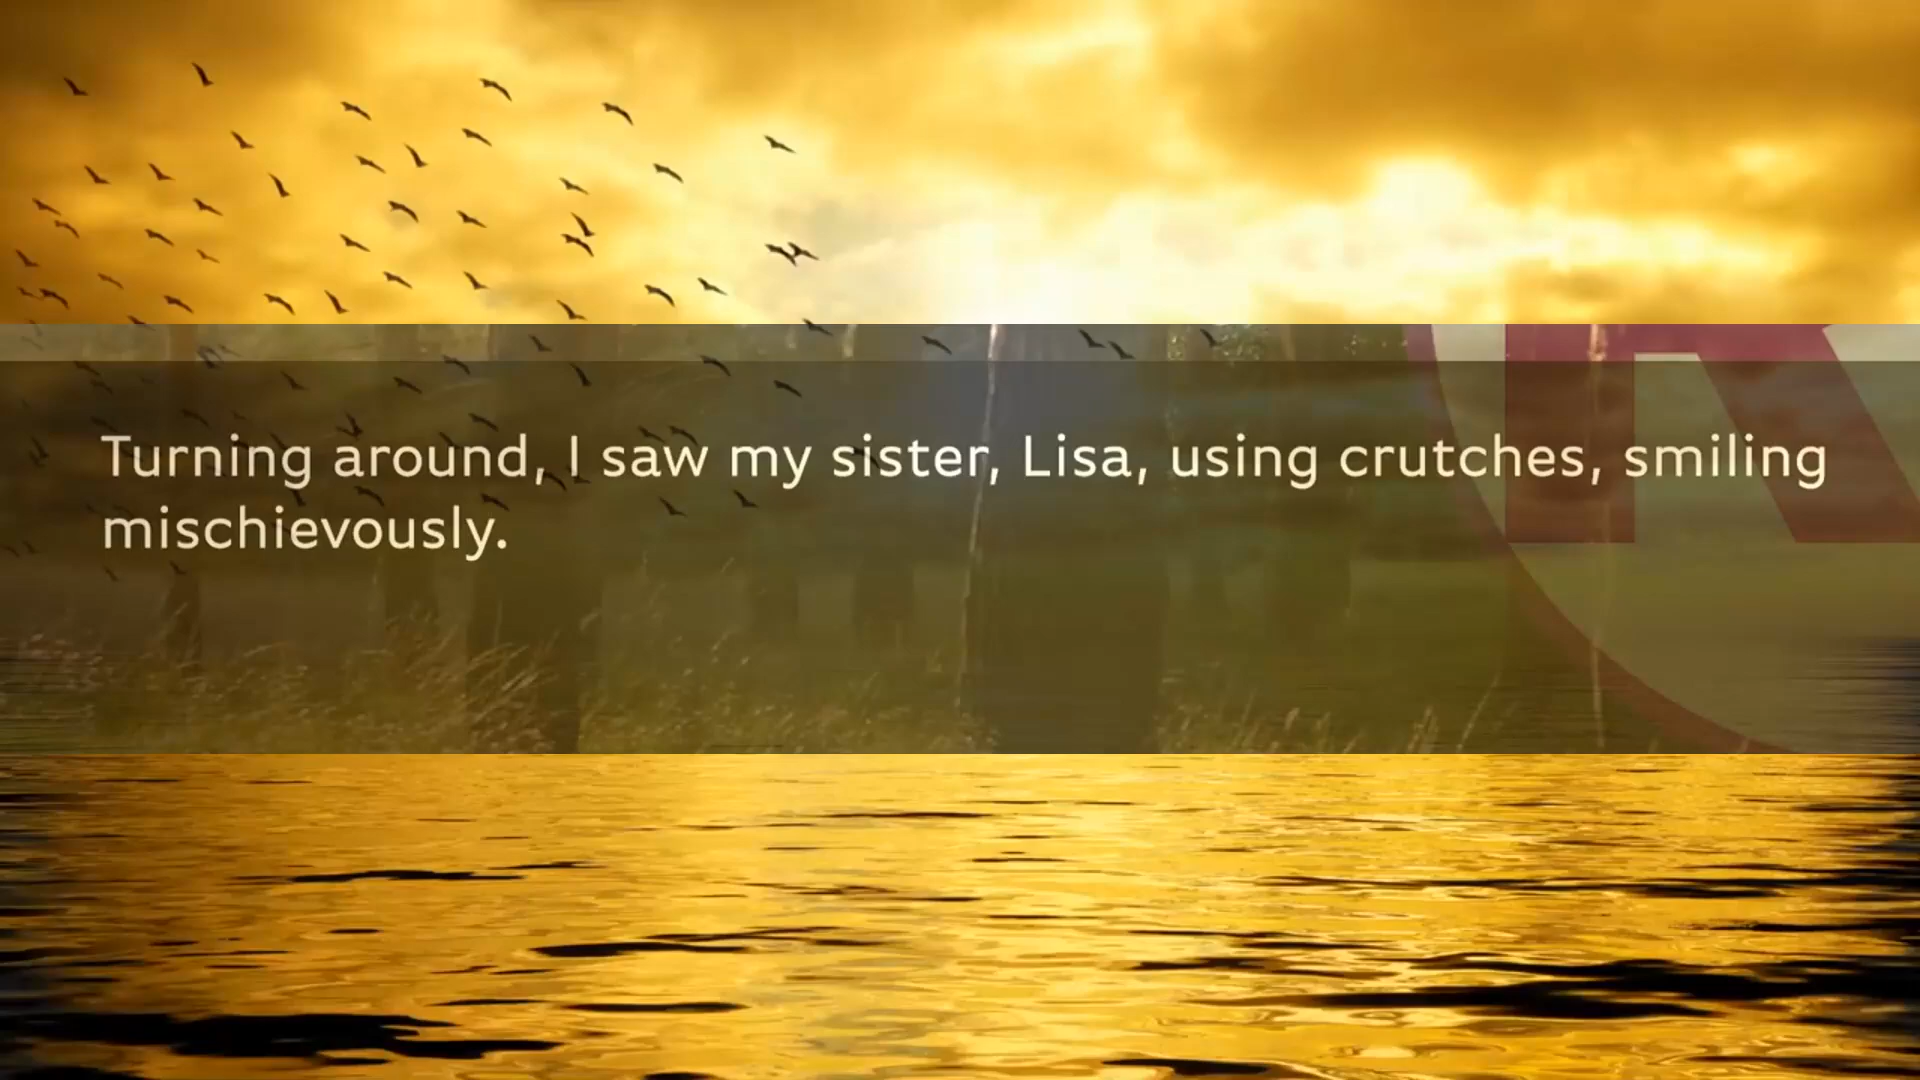 Turning around, I saw my sister, Lisa, using crutches, smiling
mischievously.